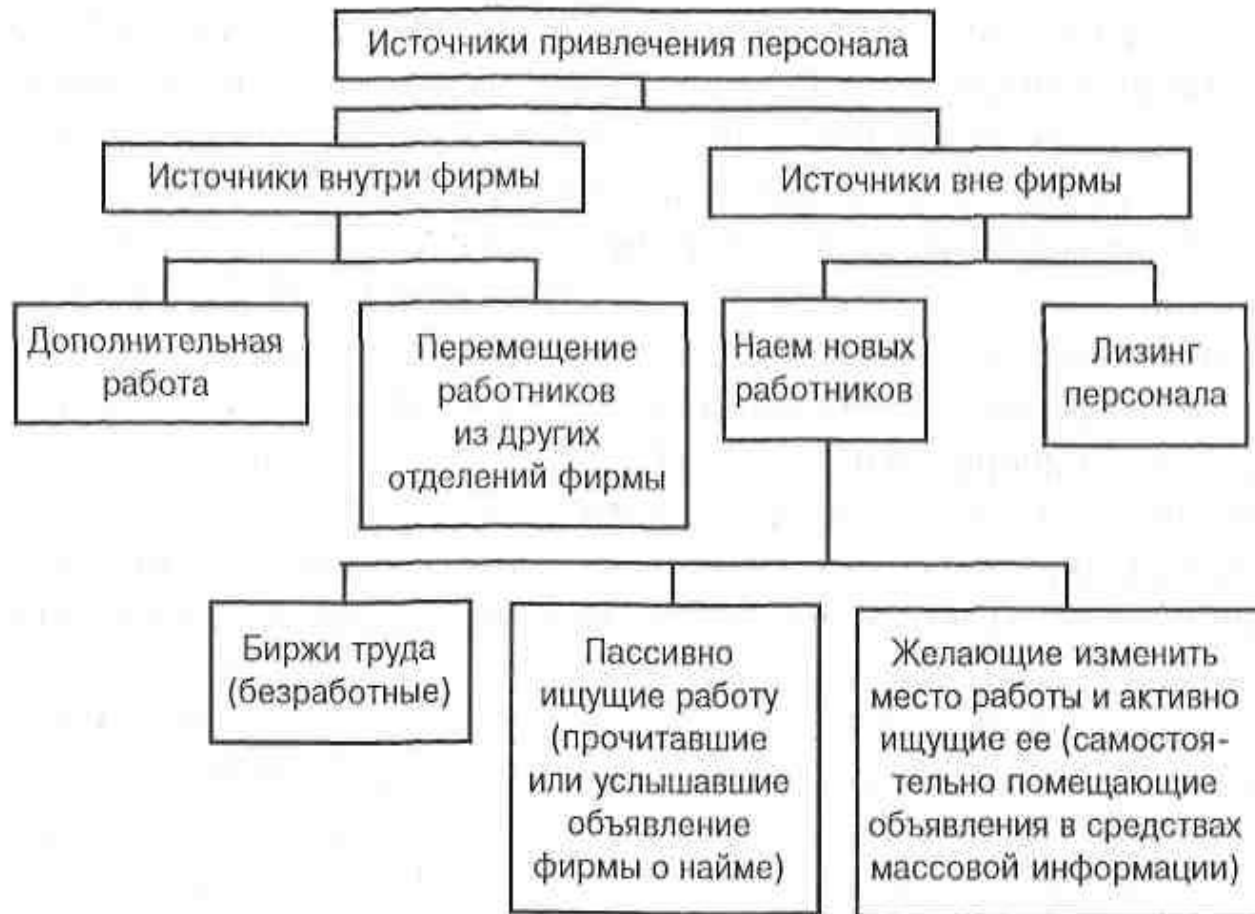 Источники привлечения персонала
Источники внутри фирмы
Источники вне фирмы
Дополнительная
работа
Перемещение
работников
из других
отделений фирмы
Наем новых
работников
Лизинг
персонала
Биржи труда
(безработные)
Пассивно
ищущие работу
(прочитавшие
или услышавшие
объявление
фирмы о найме)
Желающие изменить
место работы и активно
ищущие ее (самостоя-
тельно помещающие
объявления в средствах
массовой информации)